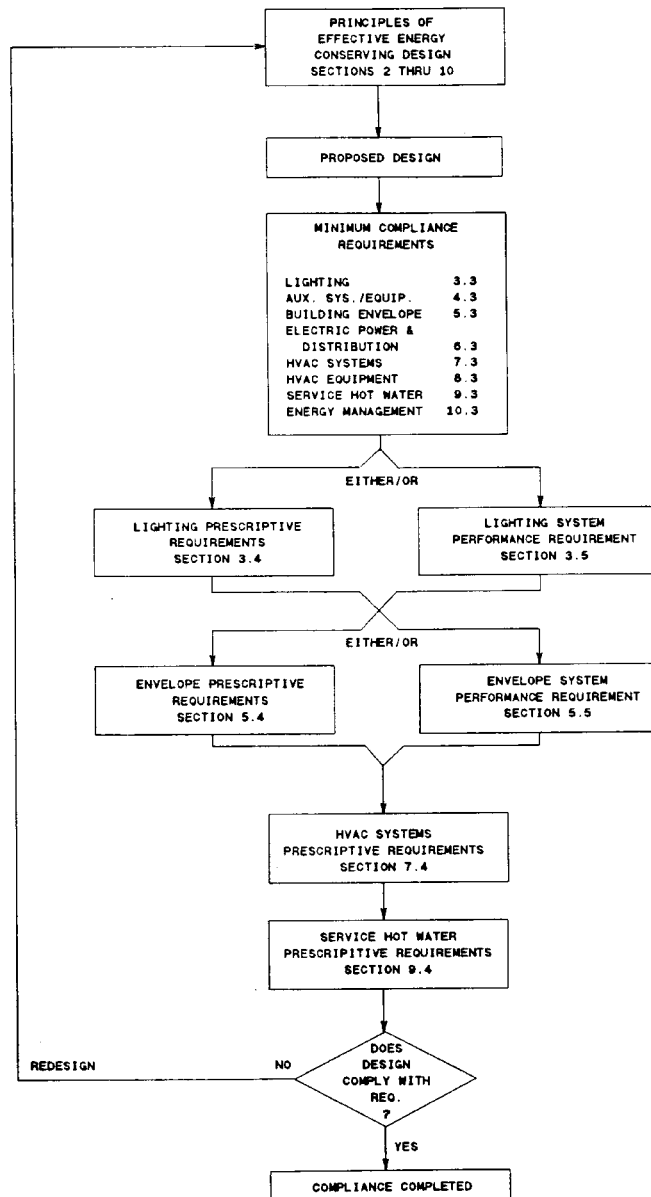 PRINCIPLES OF
EFFECTIVE ENERGY
CONSERVING DESIGN
SECTIONS 2 THRU 10
PROPOSED DESIGN
MINIMUM COMPLIANCE
REQUIREMENTS
LIGHTING 3.3
AUX. SYS./EQUIP. 4.3
BUILDING ENVELOPE 5.3
ELECTRIC POWER &
DISTRIBUTION 6.3
HVAC SYSTEMS 7.3
HVAC EQUIPMENT 8.3
SERVICE HOT WATER 9.3
ENERGY MANAGEMENT 10.3
EITHER/OR
LIGHTING PRESCRIPTIVE
REQUIREMENTS
SECTION 3.4
LIGHTING SYSTEM
PERFORMANCE REQUIREMENT
SECTION 3.5
EITHER/OR
ENVELOPE PRESCRIPTIVE
REQUIREMENTS
SECTION 5.4
ENVELOPE SYSTEM
PERFORMANCE REQUIREMENT
SECTION 5.5
HVAC SYSTEMS
PRESCRIPTIVE REQUIREMENTS
SECTION 7.4
SERVICE HOT WATER
PRESCRIPITIVE REQUIREMENTS
SECTION 9.4
DOES
DESIGN
COMPLY WITH
REQ.
?
REDESIGN
NO
YES
COMPLIANCE COMPLETED